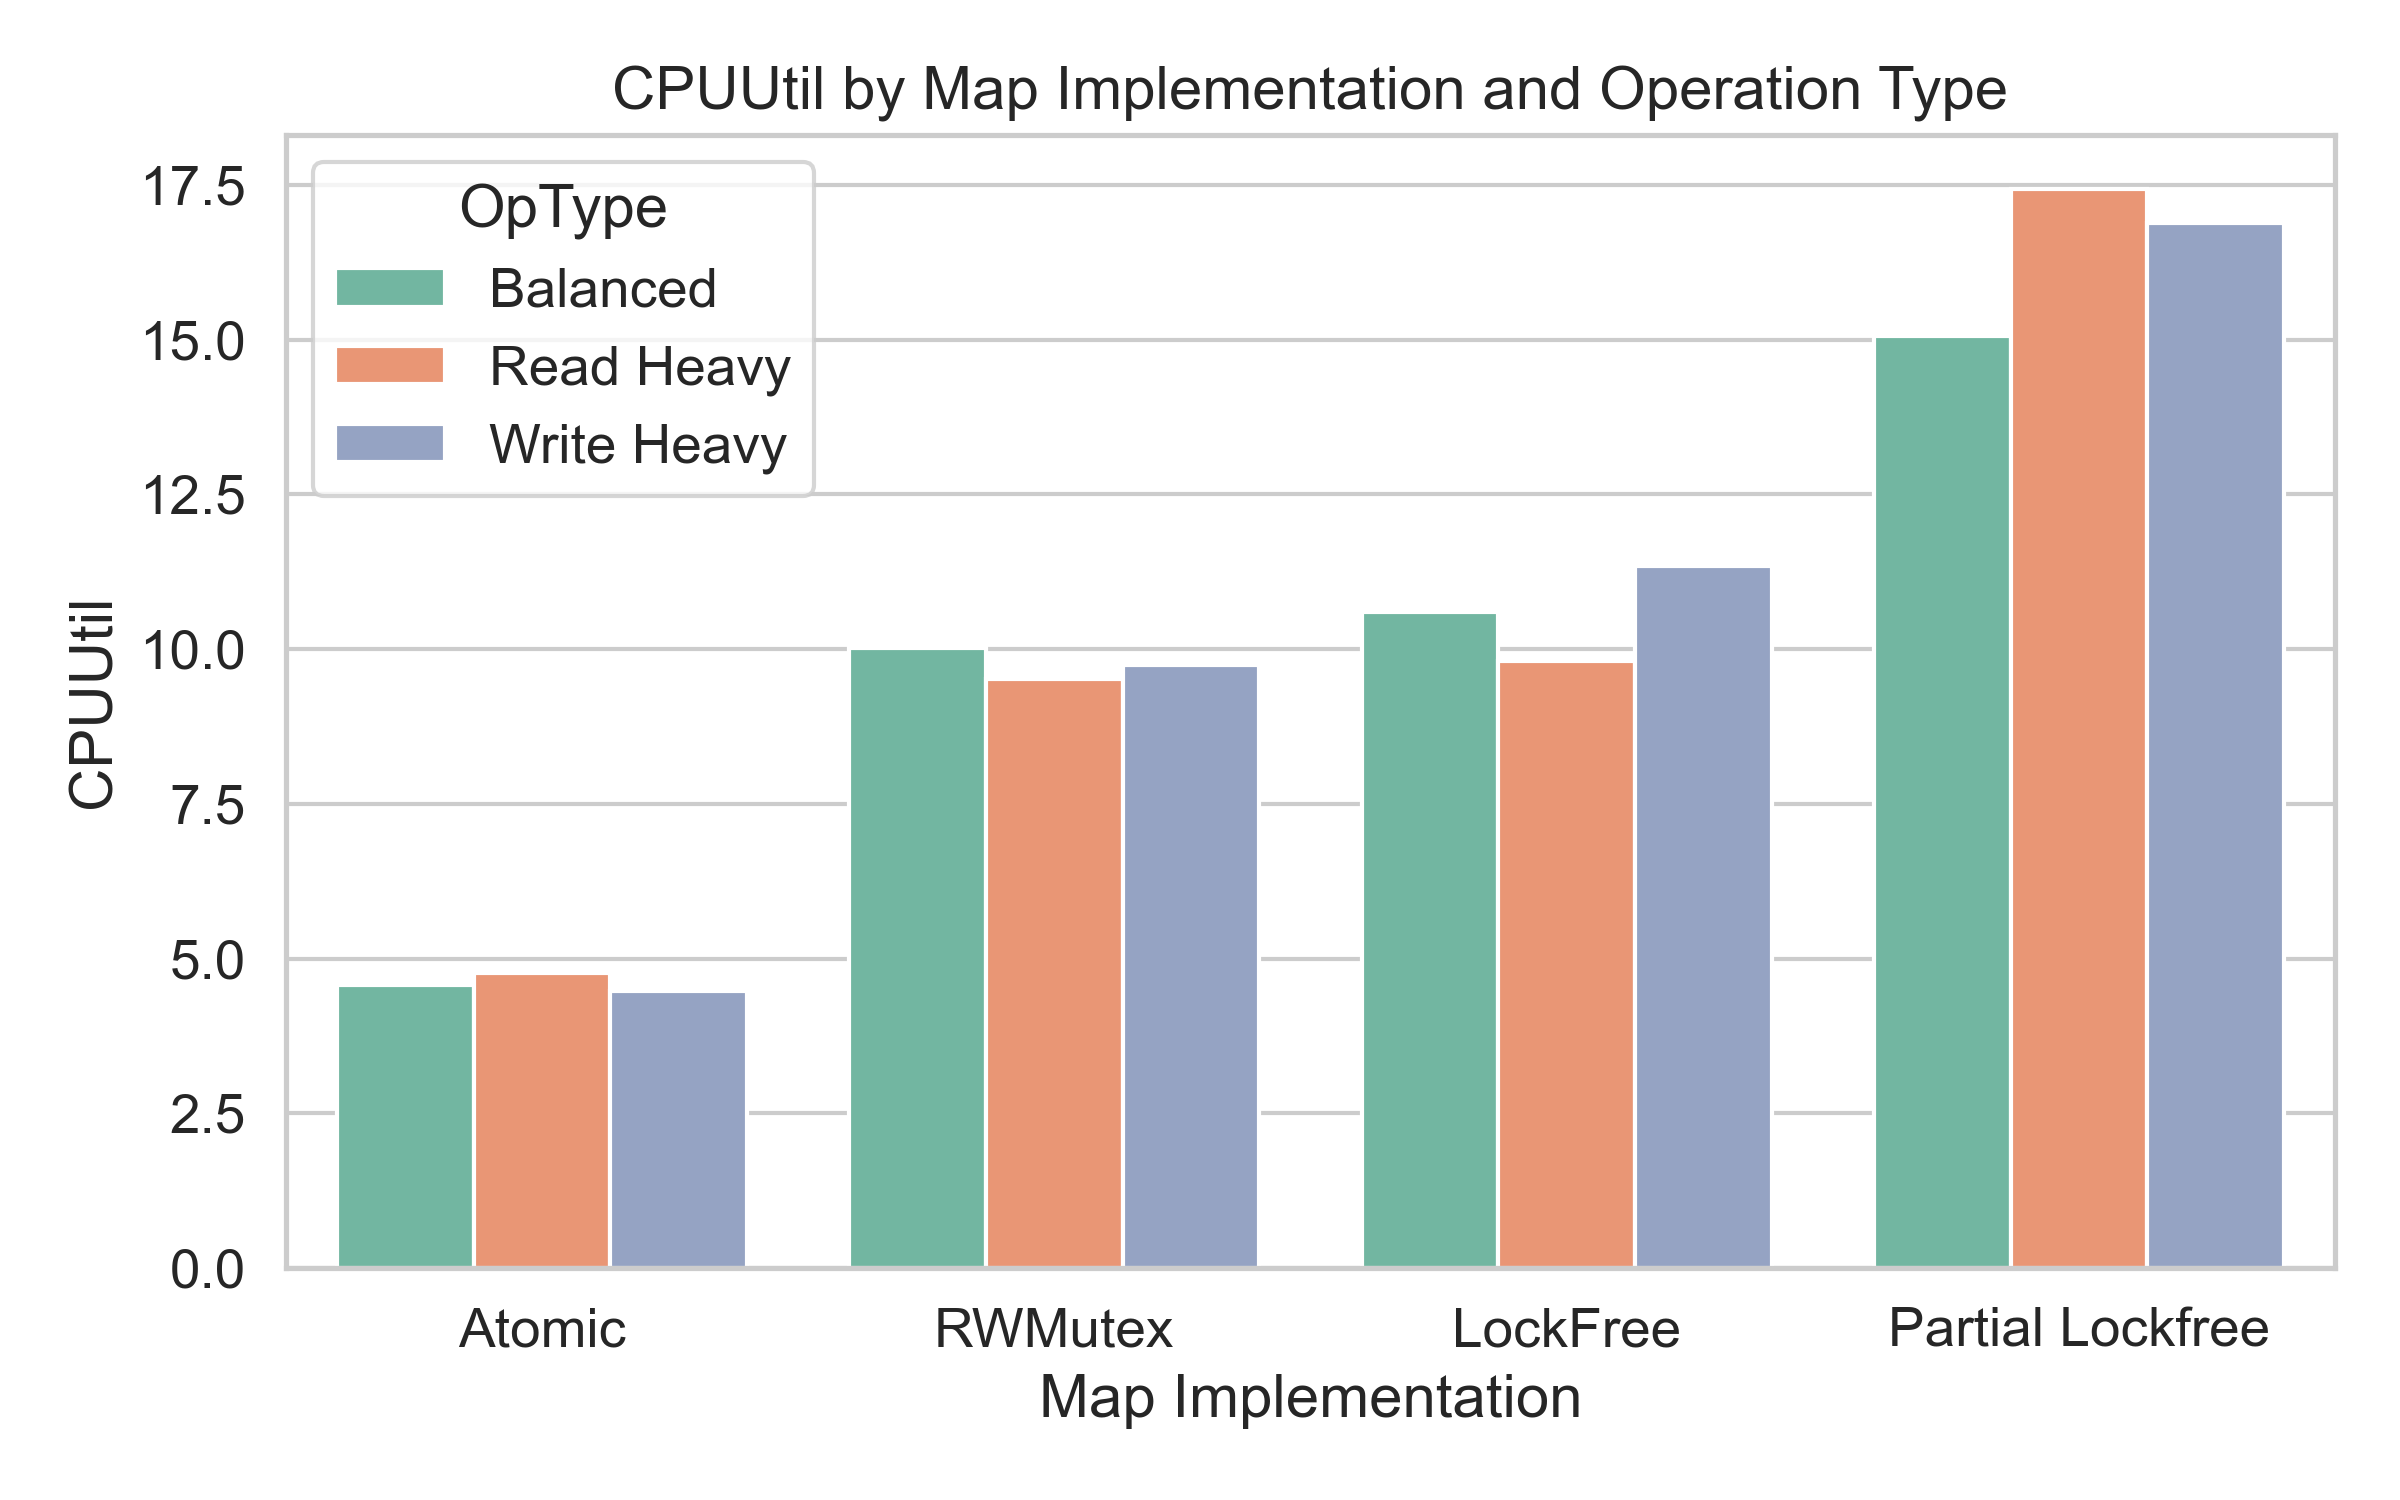 CPUUtil by Map Implementation and Operation Type
OpType
Balanced
Read Heavy
Write Heavy
CPUUtil
17.5
15.0
12.5
10.0
7.5
5.0
2.5
0.0
Atomic
RWMutex
LockFree
Partial Lockfree
Map Implementation